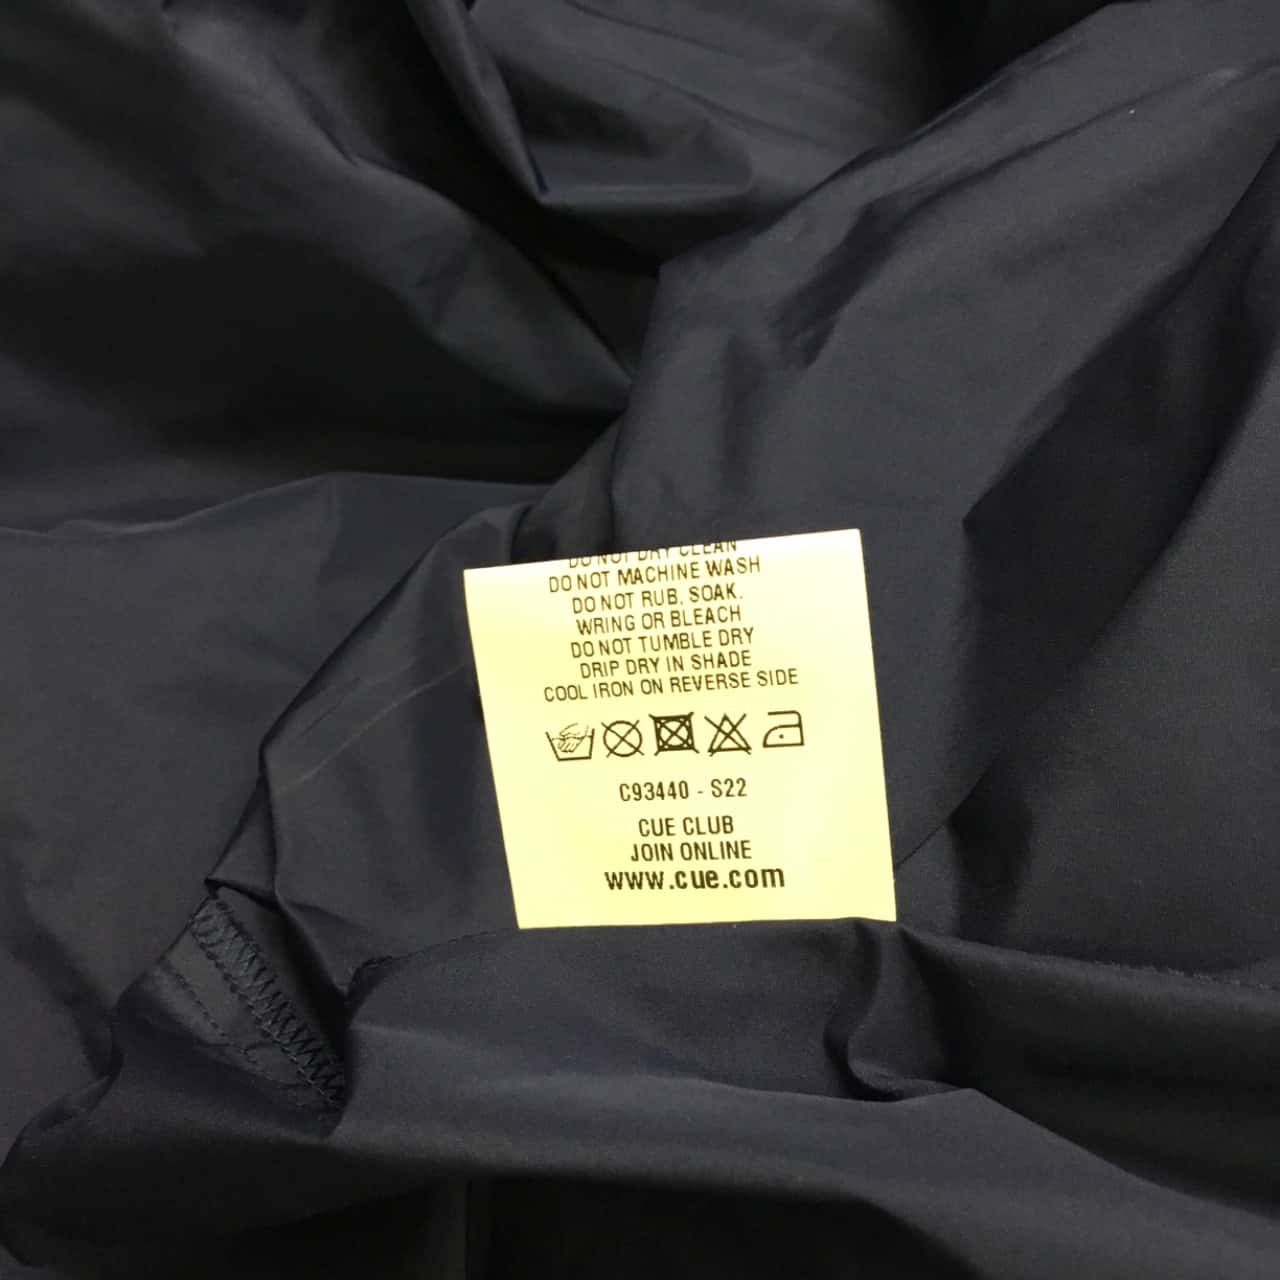 DO NOT DRY CLEAN
DO NOT MACHINE WASH
DO NOT RUB, SOAK.
WRING OR BLEACH
DO NOT TUMBLE DRY
DRIP DRY IN SHADE
COOL IRON ON REVERSE SIDE
C93440 - S22
CUE CLUB
JOIN ONLINE
www.cue.com